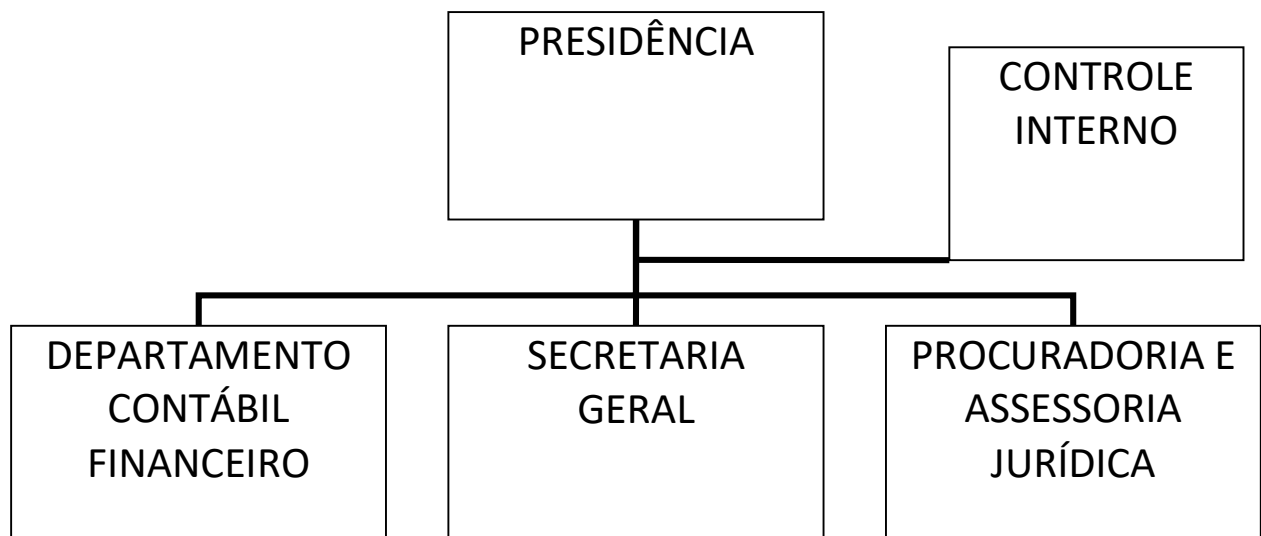 PRESIDÊNCIA
CONTROLE
INTERNO
DEPARTAMENTO
CONTÁBIL
FINANCEIRO
SECRETARIA
GERAL
PROCURADORIA E
ASSESSORIA
JURÍDICA